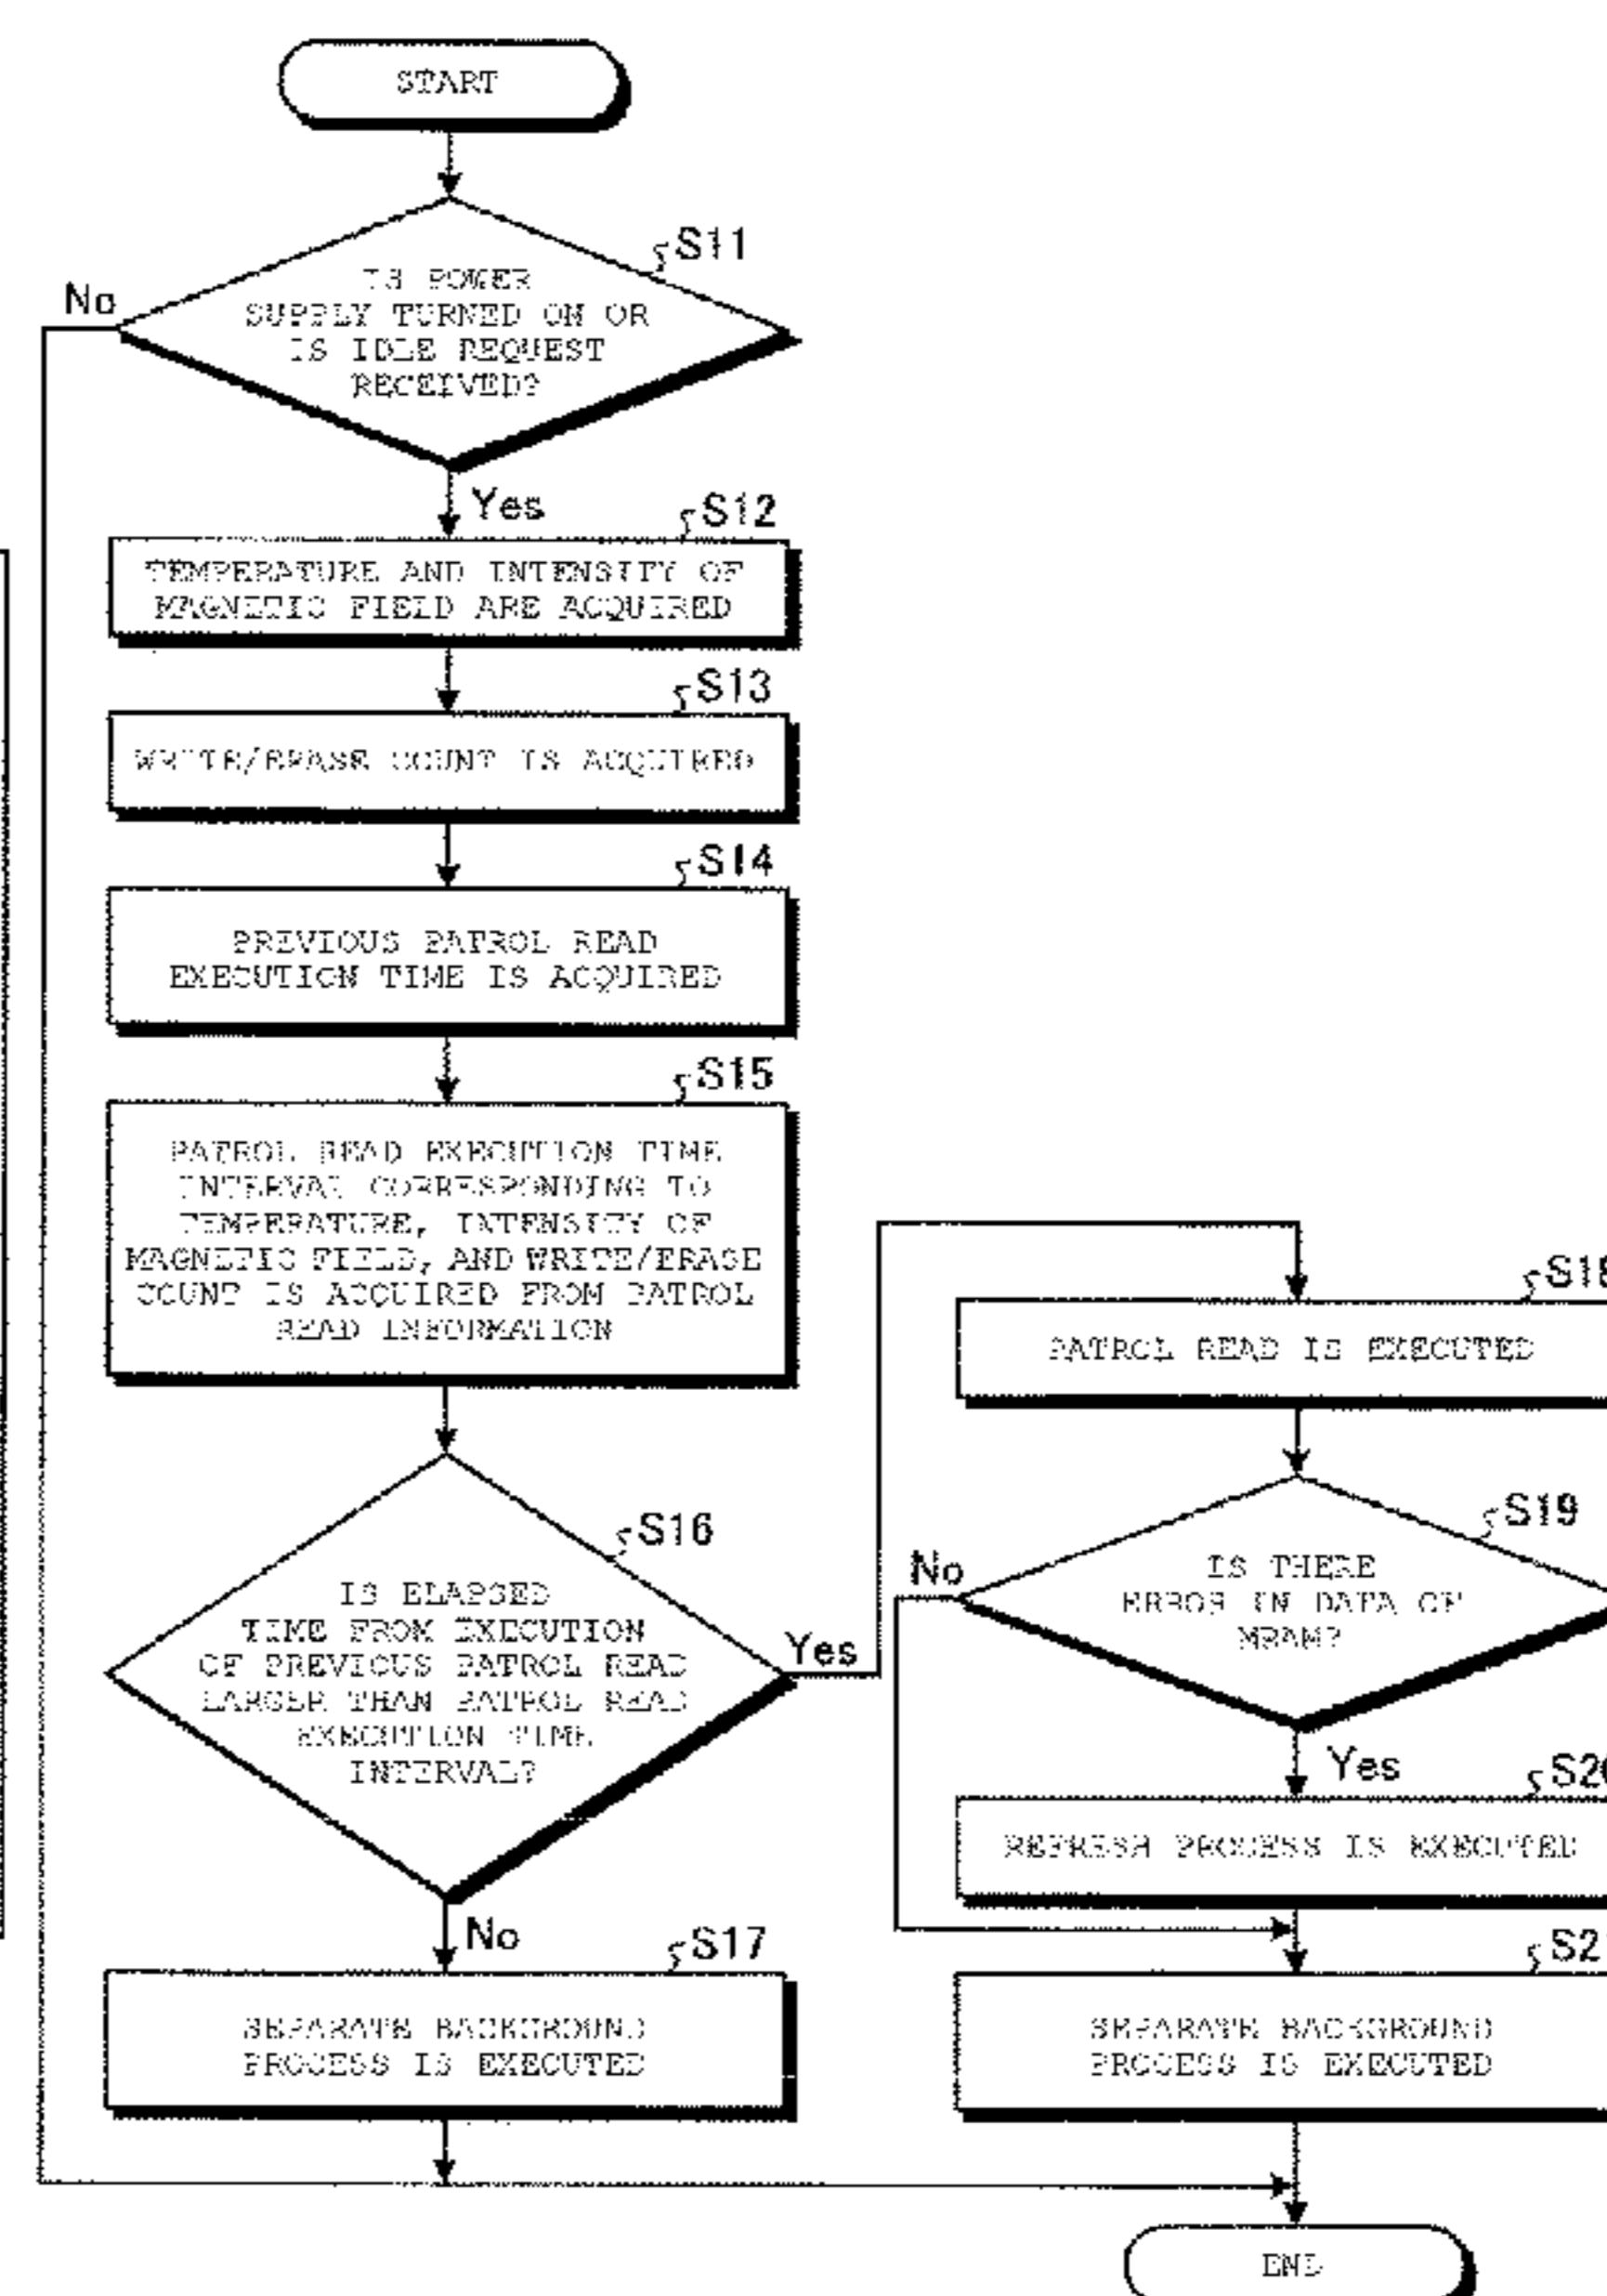 START
S11
No
IS POWER
SUPPLY TURNED ON OR
IS IDLE REQUEST
RECEIVED?
Yes
S12
TEMPERATURE AND INTENSITY OF
MAGNETIC FIELD ARE ACQUIRED
S13
WRITE/ERASE COUNT IS ACQUIRED
S14
PREVIOUS PATROL READ
EXECUTION TIME IS ACQUIRED
S15
PATROL READ EXECUTION TIME
INTERVAL CORRESPONDING TO
TEMPERATURE, INTENSITY OF
MAGNETIC FIELD, AND WRITE/ERASE
COUNT IS ACQUIRED FROM PATROL
READ INFORMATION
S16
IS ELAPSED
TIME FROM EXECUTION
OF PREVIOUS PATROL READ
LARGER THAN PATROL READ
EXECUTION TIME
INTERVAL?
Yes
No
S17
SEPARATE BACKGROUND
PROCESS IS EXECUTED
S18
PATROL READ IS EXECUTED
S19
No
IS THERE
ERROR IN DATA OF
MRAM?
Yes
S20
REFRESH PROCESS IS EXECUTED
S21
SEPARATE BACKGROUND
PROCESS IS EXECUTED
END